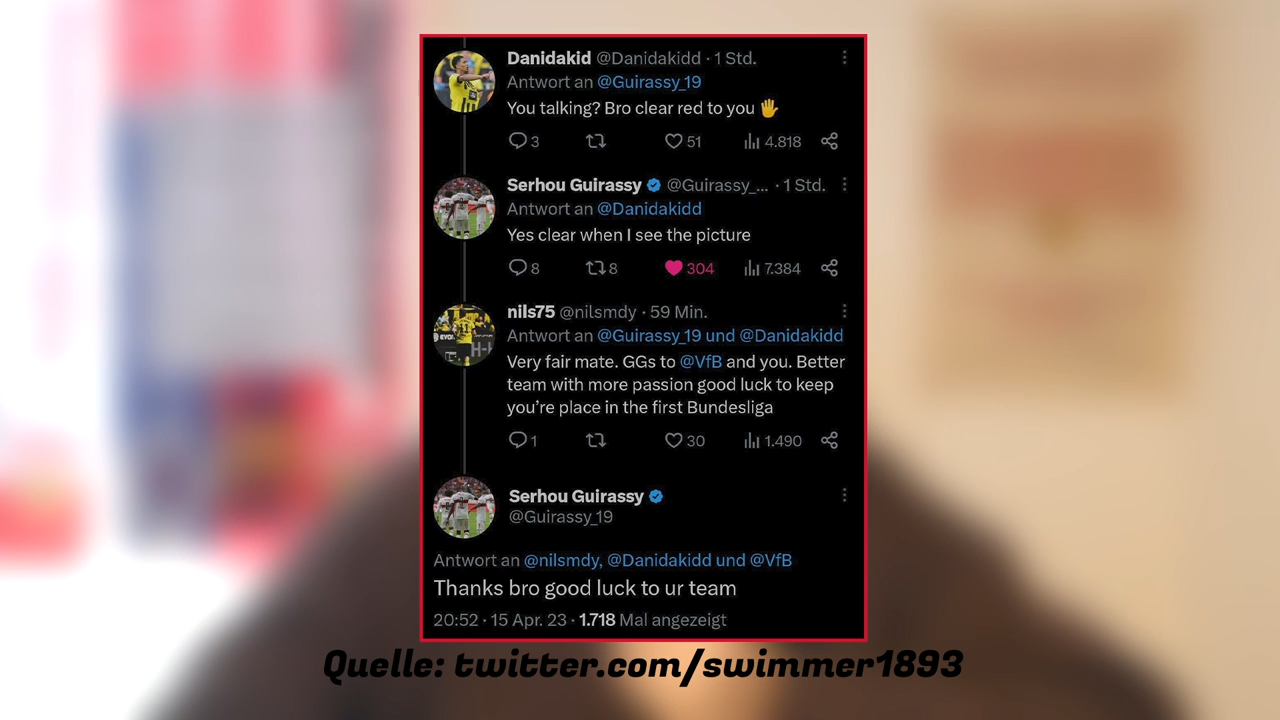 Danidakid @Danidakidd · 1 Std.
Antwort an @Guirassy_19
You talking? Bro clear red to you 🖐
3 51 4.818
Serhou Guirassy @Guirassy_... · 1 Std.
Antwort an @Danidakidd
Yes clear when I see the picture
8 8 304 7.384
nils75 @nilsmdy · 59 Min.
Antwort an @Guirassy_19 und @Danidakidd
Very fair mate. GGs to @VfB and you. Better
team with more passion good luck to keep
you're place in the first Bundesliga
1 30 1.490
Serhou Guirassy
@Guirassy_19
Antwort an @nilsmdy, @Danidakidd und @VfB
Thanks bro good luck to ur team
20:52 · 15 Apr. 23 · 1.718 Mal angezeigt
Quelle: twitter.com/swimmer1893